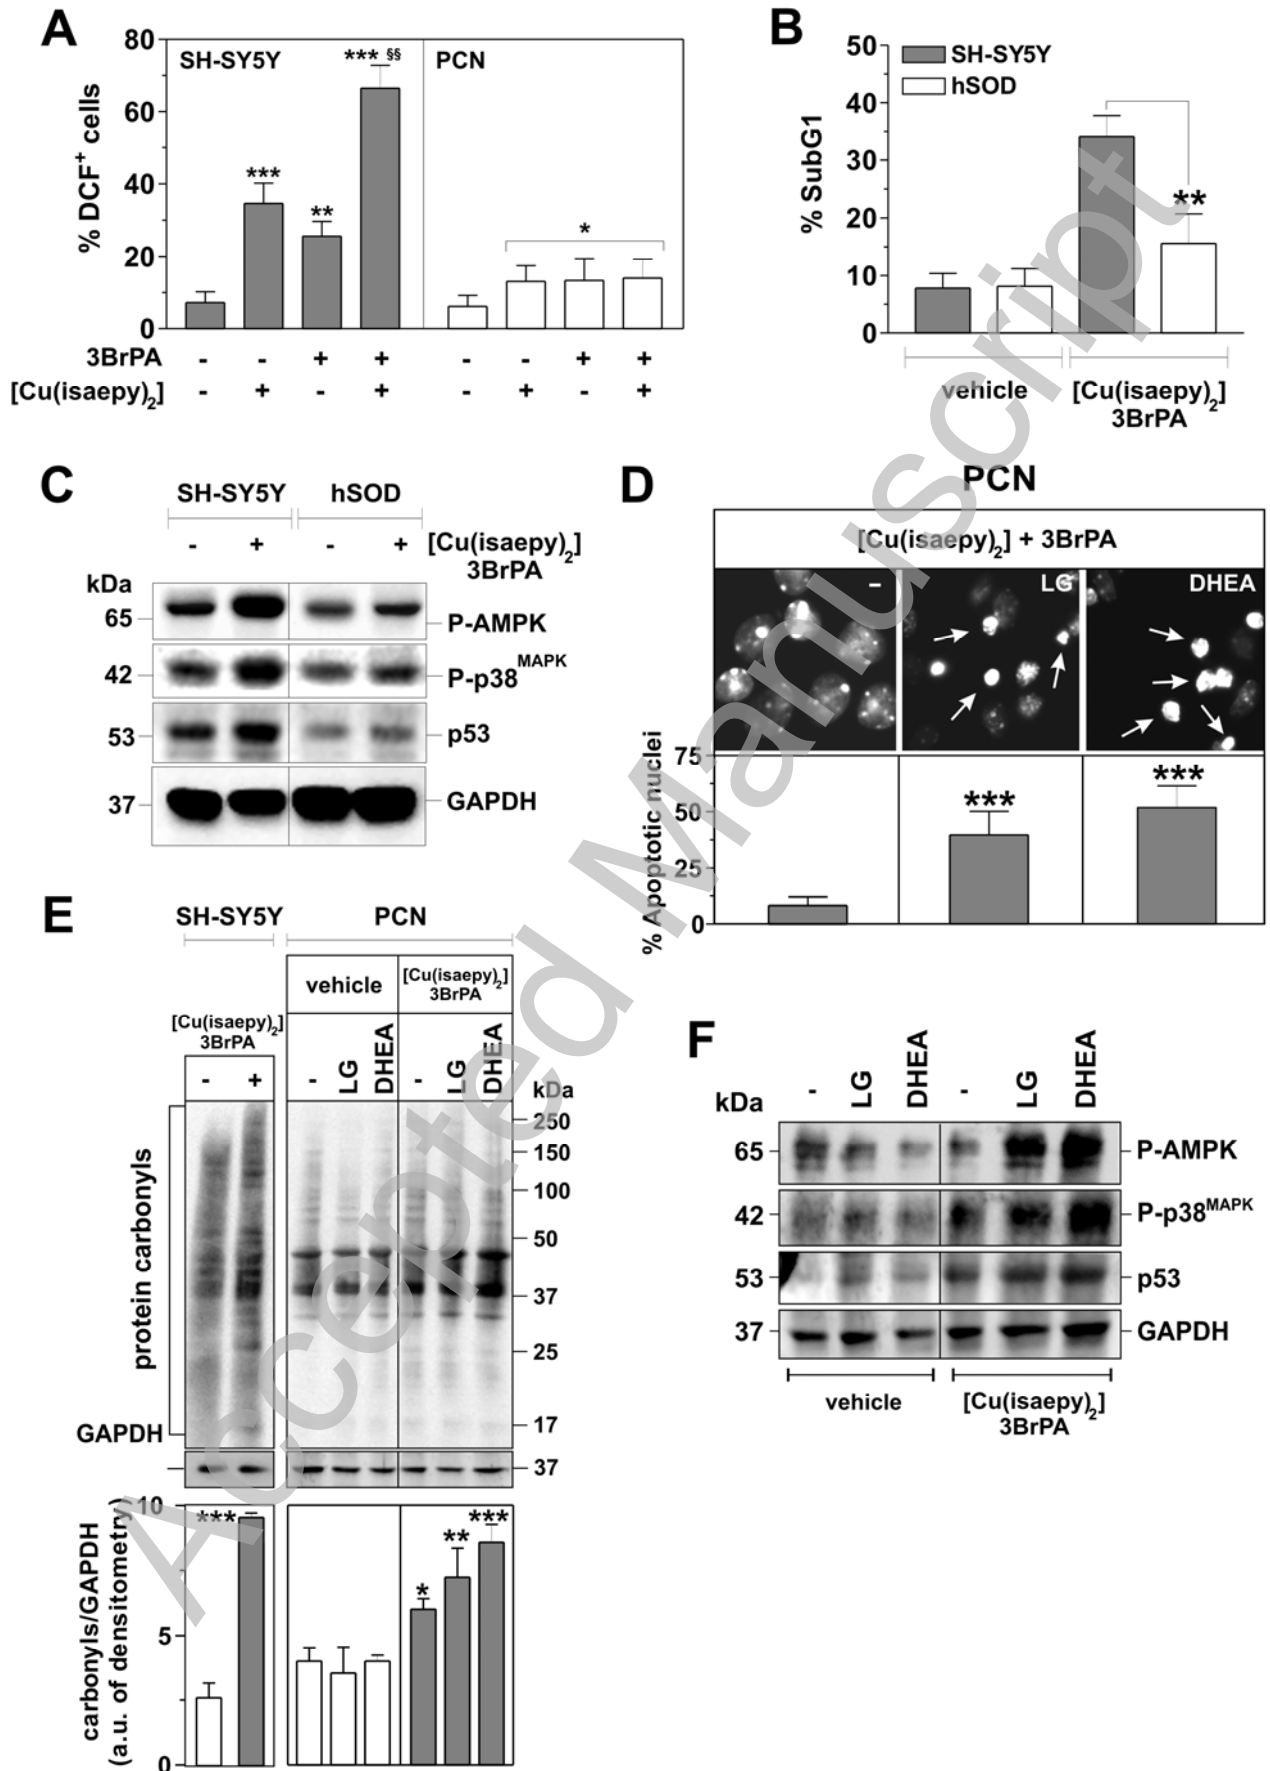 A
80
60
40
20
0
% DCF+ cells
SH-SY5Y
PCN
***
**
*** §§
*
3BrPA - - + + - - + +
[Cu(isaepy)2] - + - + - + - +
B
50
40
30
20
10
0
% SubG1
SH-SY5Y
hSOD
**
vehicle
[Cu(isaepy)2]
3BrPA
C
SH-SY5Y hSOD
- + - + [Cu(isaepy)2]
3BrPA
kDa
65 P-AMPK
42 P-p38MAPK
53 p53
37 GAPDH
D
PCN
[Cu(isaepy)2] + 3BrPA
- LG DHEA
75
50
25
0
% Apoptotic nuclei
***
***
E
SH-SY5Y PCN
vehicle
[Cu(isaepy)2]
3BrPA
[Cu(isaepy)2]
3BrPA
- + - LG DHEA - LG DHEA
kDa
250
150
100
50
37
25
17
37
protein carbonyls
GAPDH
10
5
0
carbonyls/GAPDH
(a.u. of densitometry)
***
*
**
***
F
- LG DHEA - LG DHEA
kDa
65 P-AMPK
42 P-p38MAPK
53 p53
37 GAPDH
vehicle
[Cu(isaepy)2]
3BrPA
Accepted Manuscript